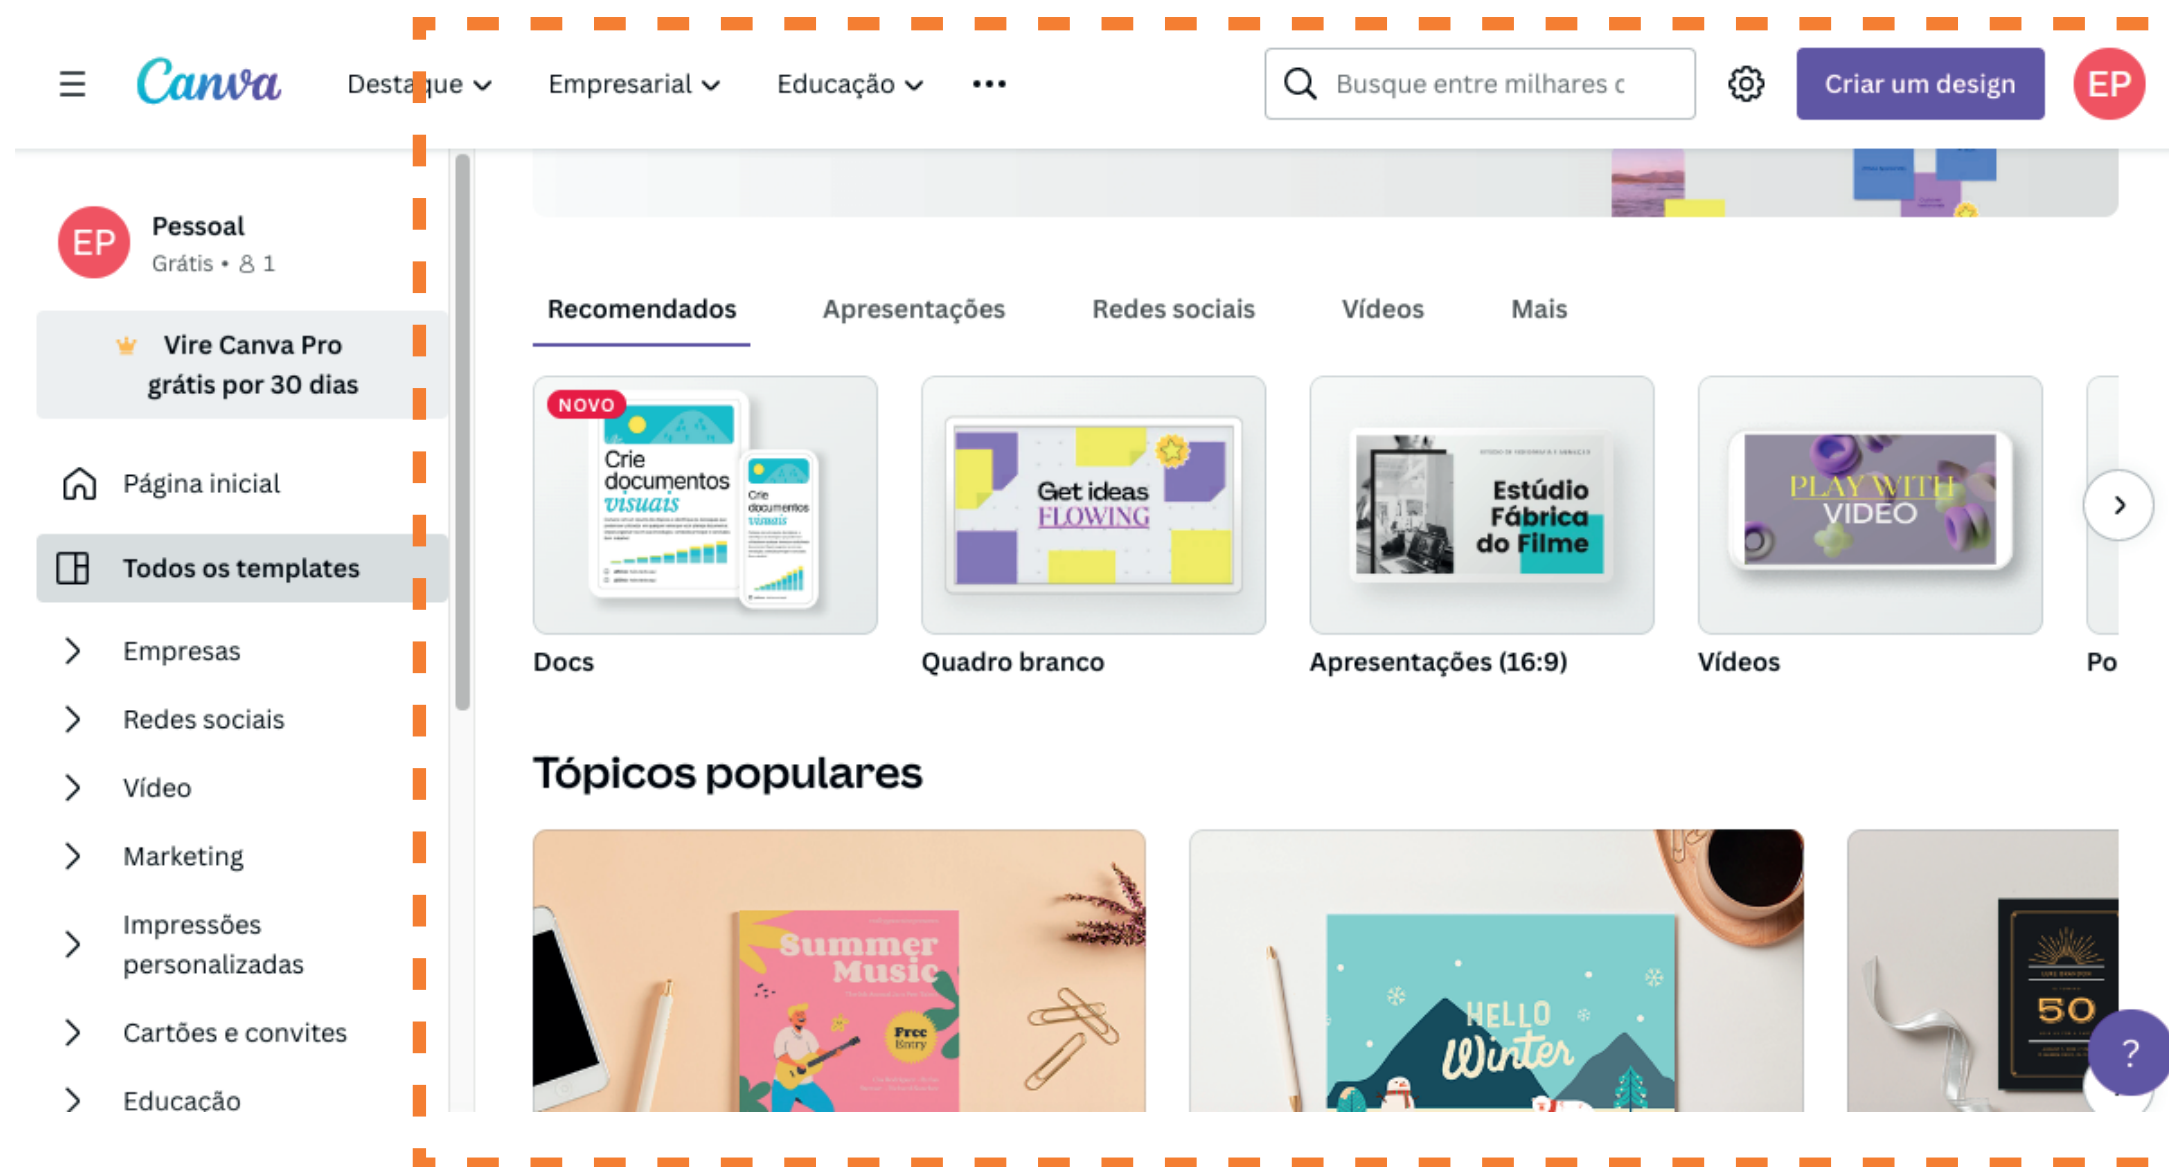 Canva
Destaque
Empresarial
Educação
Busque entre milhares
Criar um design
EP
EP
Pessoal
Grátis • 1
Vire Canva Pro
grátis por 30 dias
Página inicial
Todos os templates
Empresas
Redes sociais
Vídeo
Marketing
Impressões
personalizadas
Cartões e convites
Educação
Recomendados
Apresentações
Redes sociais
Vídeos
Mais
NOVO
Crie
documentos
visuais
Crie
documentos
visuais
Get ideas
FLOWING
Estúdio
Fábrica
do Filme
PLAY WITH
VIDEO
Docs
Quadro branco
Apresentações (16:9)
Vídeos
Po
Tópicos populares
Summer
Music
Free
Entry
HELLO
Winter
50
?